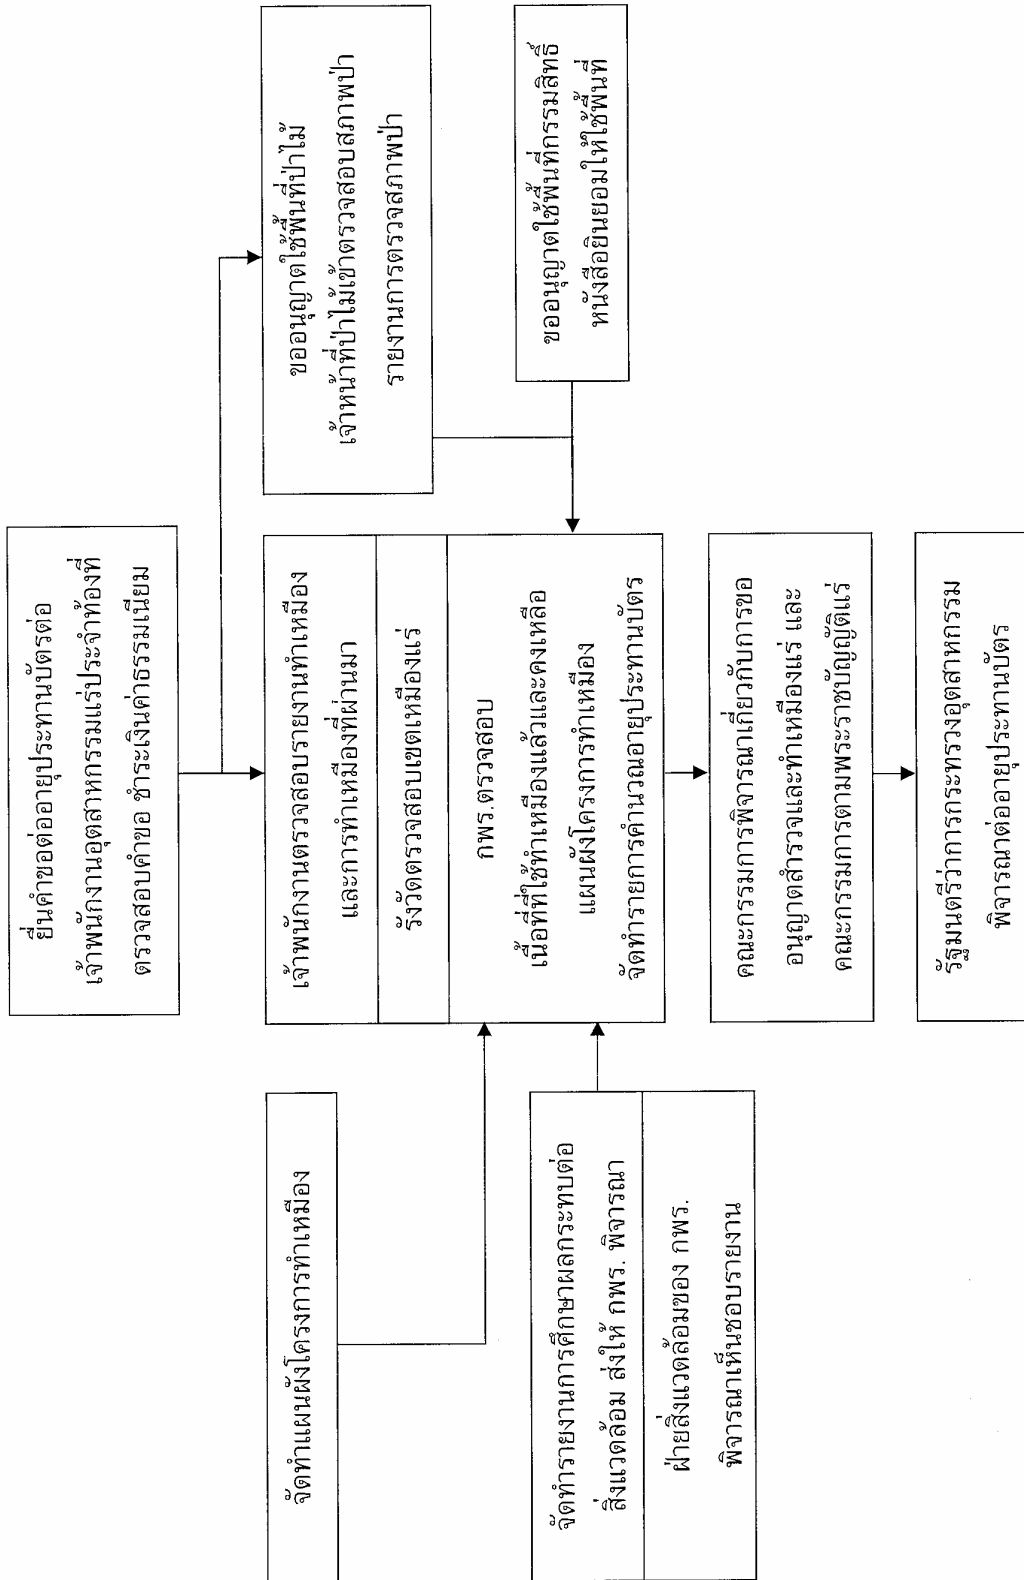 ยื่นคำขอต่ออายุประทานบัตรต่อ
เจ้าพนักงานอุตสาหกรรมแร่ประจำท้องที่
ตรวจสอบคำขอ ชำระเงินค่าธรรมเนียม
ขออนุญาตใช้พื้นที่ป่าไม้
เจ้าหน้าที่ป่าไม้เข้าตรวจสอบสภาพป่า
รายงานการตรวจสภาพป่า
ขออนุญาตใช้พื้นที่กรรมสิทธิ์
หนังสือยินยอมให้ใช้พื้นที่
เจ้าพนักงานตรวจสอบรายงานทำเหมือง
และการทำเหมืองที่ผ่านมา
รังวัดตรวจสอบเขตเหมืองแร่
กพร.ตรวจสอบ
เนื้อที่ที่ใช้ทำเหมืองแล้วและคงเหลือ
แผนผังโครงการทำเหมือง
จัดทำรายการคำนวณอายุประทานบัตร
จัดทำแผนผังโครงการทำเหมือง
จัดทำรายงานการศึกษาผลกระทบต่อ
สิ่งแวดล้อม ส่งให้ กพร. พิจารณา
ฝ่ายสิ่งแวดล้อมของ กพร.
พิจารณาเห็นชอบรายงาน
คณะกรรมการพิจารณาเกี่ยวกับการขอ
อนุญาตสำรวจและทำเหมืองแร่ และ
คณะกรรมการตามพระราชบัญญัติแร่
รัฐมนตรีว่าการกระทรวงอุตสาหกรรม
พิจารณาต่ออายุประทานบัตร